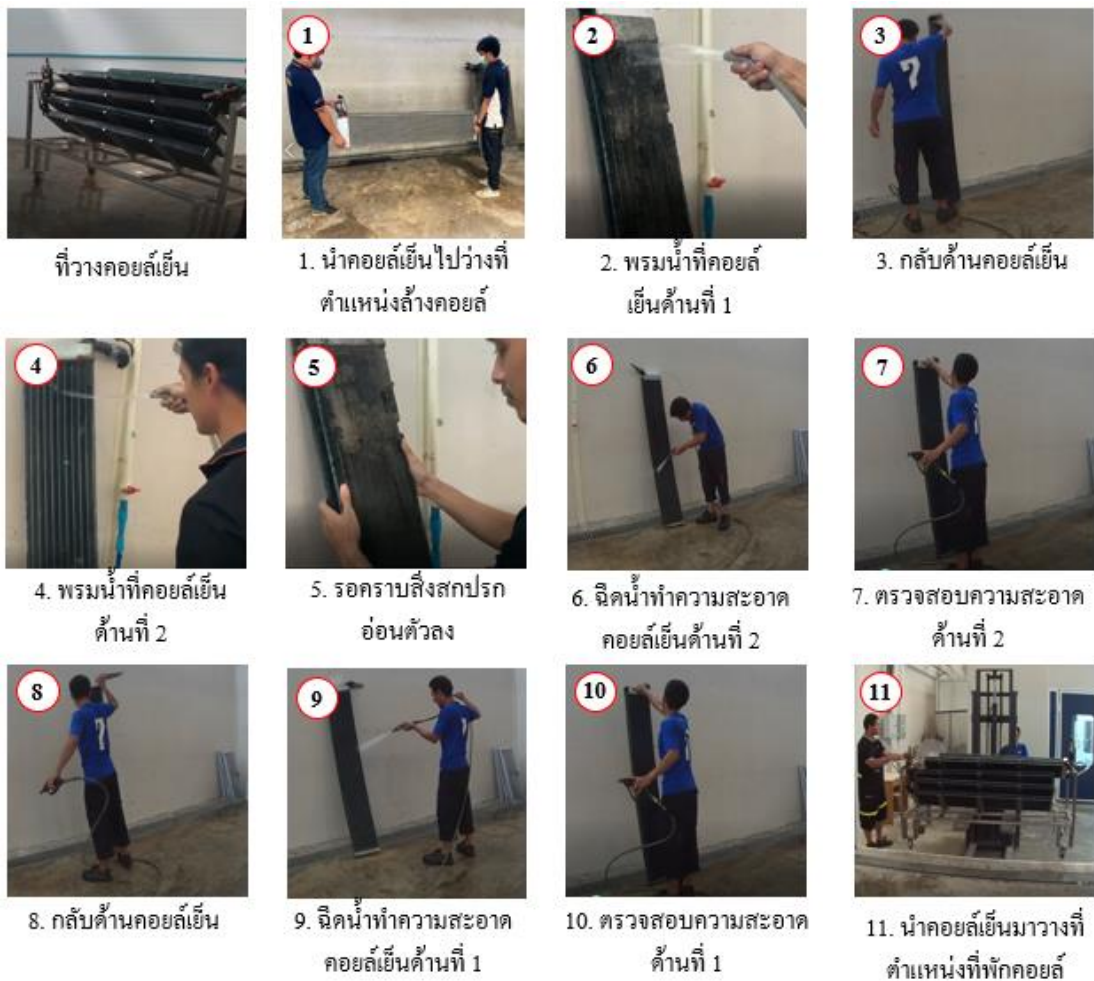 ที่วางคอยล์เย็น
1
1. นำคอยล์เย็นไปว่างที่
ตำแหน่งล้างคอยล์
2
2. พรมน้ำที่คอยล์
เย็นด้านที่ 1
3
7
3. กลับด้านคอยล์เย็น
4
4. พรมน้ำที่คอยล์เย็น
ด้านที่ 2
5
5. รอคราบสิ่งสกปรก
อ่อนตัวลง
6
6. ฉีดน้ำทำความสะอาด
คอยล์เย็นด้านที่ 2
7
7. ตรวจสอบความสะอาด
ด้านที่ 2
8
7
8. กลับด้านคอยล์เย็น
9
9. ฉีดน้ำทำความสะอาด
คอยล์เย็นด้านที่ 1
10
10. ตรวจสอบความสะอาด
ด้านที่ 1
11
11. นำคอยล์เย็นมาวางที่
ตำแหน่งที่พักคอยล์